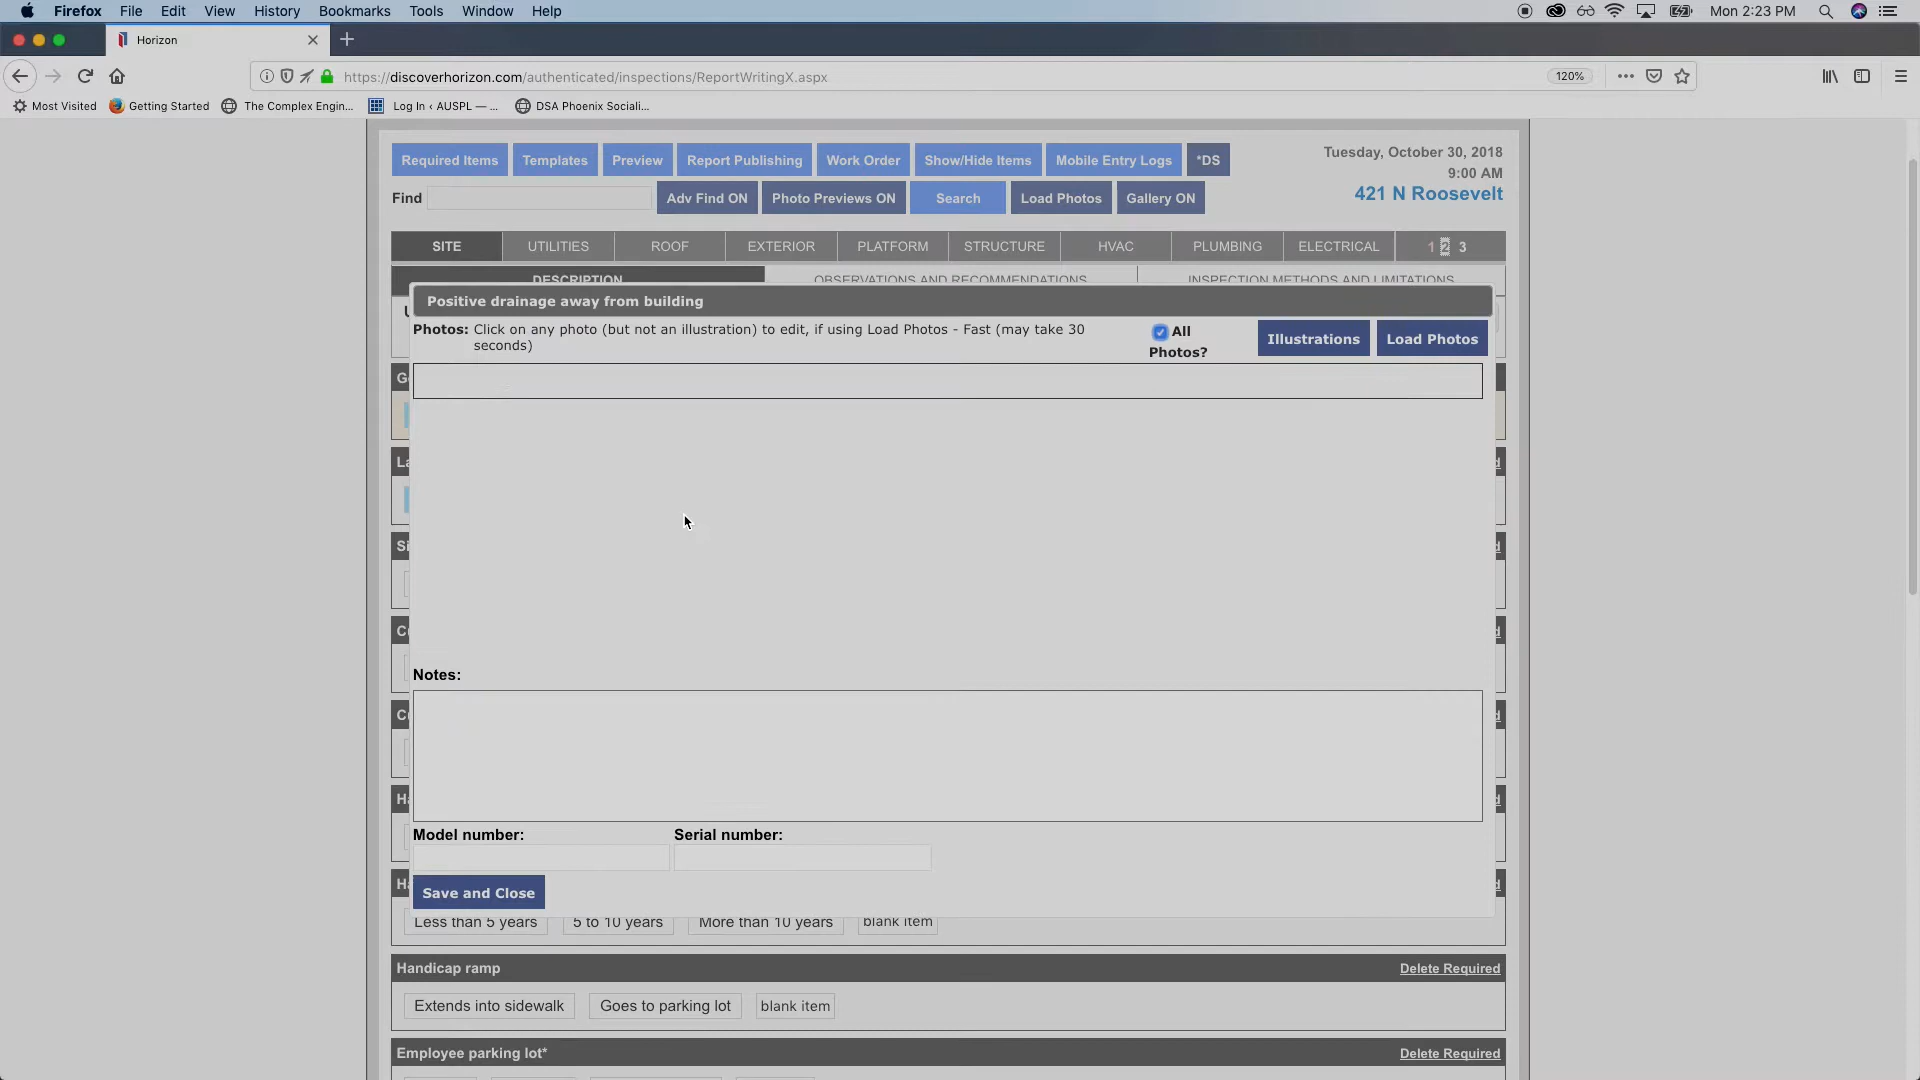 Firefox File Edit View History Bookmarks Tools Window Help Mon 2:23 PM
Horizon
https://discoverhorizon.com/authenticated/inspections/ReportWritingX.aspx 120%
Most Visited Getting Started The Complex Engin... Log In ‹ AUSPL — ... DSA Phoenix Sociali...
Required Items Templates Preview Report Publishing Work Order Show/Hide Items Mobile Entry Logs *DS
Tuesday, October 30, 2018
9:00 AM
421 N Roosevelt
Find Adv Find ON Photo Previews ON Search Load Photos Gallery ON
SITE UTILITIES ROOF EXTERIOR PLATFORM STRUCTURE HVAC PLUMBING ELECTRICAL 1 2 3
DESCRIPTION OBSERVATIONS AND RECOMMENDATIONS INSPECTION METHODS AND LIMITATIONS
Positive drainage away from building
Photos: Click on any photo (but not an illustration) to edit, if using Load Photos - Fast (may take 30
seconds)
All
Photos?
Illustrations Load Photos
Notes:
Model number: Serial number:
Save and Close
Less than 5 years 5 to 10 years More than 10 years blank item
Handicap ramp Delete Required
Extends into sidewalk Goes to parking lot blank item
Employee parking lot* Delete Required